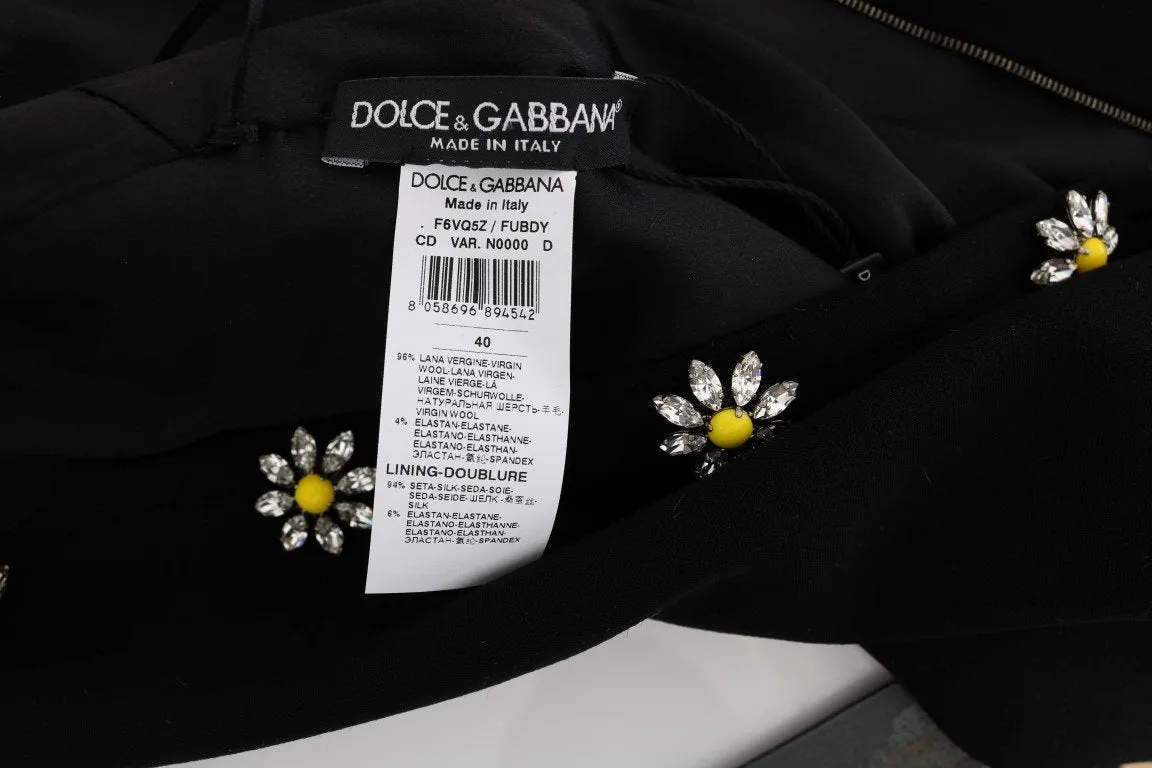 DOLCE & GABBANA®
MADE IN ITALY
DOLCE & GABBANA
Made in Italy
. F6VQ5Z / FUBDY
CD VAR. N0000 D
8 058696 894542
40
96% LANA VERGINE-VIRGIN
WOOL-LANA VIRGEN-
LAINE VIERGE-LÃ
VIRGEM-SCHURWOLLE-
НАТУРАЛЬНАЯ ШЕРСТЬ-羊毛-
VIRGIN WOOL
4% ELASTAN-ELASTANE-
ELASTANO-ELASTHANNE-
ELASTANO-ELASTHAN-
ЭЛАСТАН-氨纶-SPANDEX
LINING-DOUBLURE
94% SETA-SILK-SEDA-SOIE-
SEDA-SEIDE-ШЕЛК-桑蚕丝-
SILK
6% ELASTAN-ELASTANE-
ELASTANO-ELASTHANNE-
ELASTANO-ELASTHAN-
ЭЛАСТАН-氨纶-SPANDEX
D